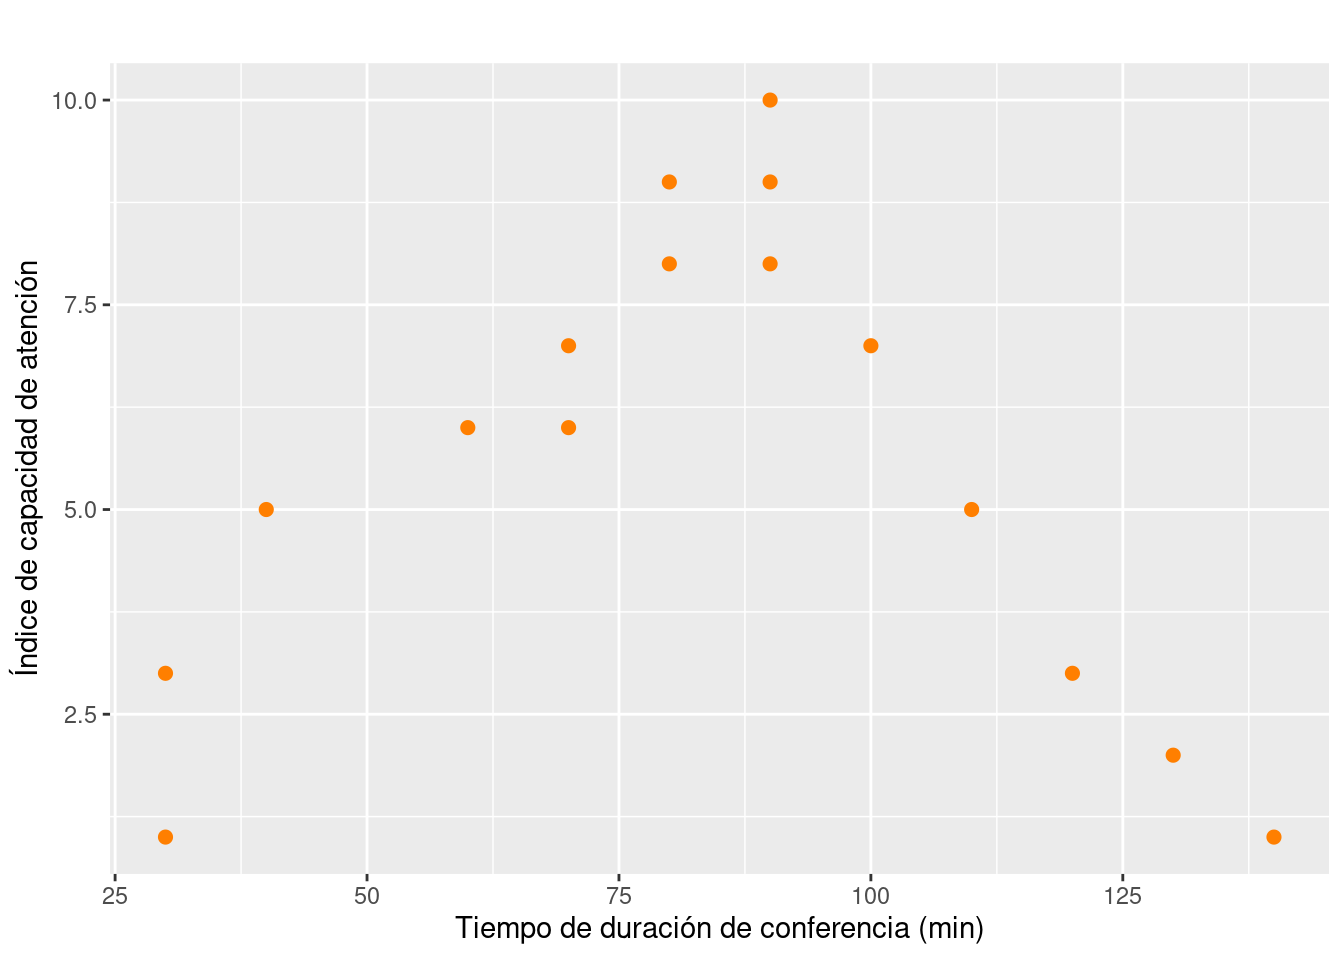 Índice de capacidad de atención
10.0
7.5
5.0
2.5
25 50 75 100 125
Tiempo de duración de conferencia (min)